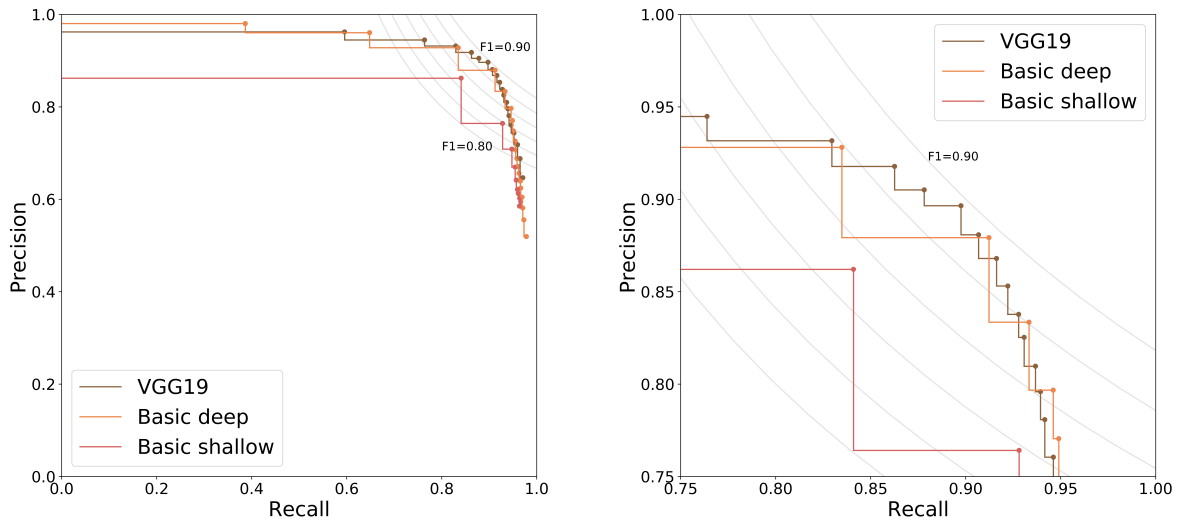 1.0
0.8
0.6
0.4
0.2
0.0
Precision
F1=0.90
F1=0.80
VGG19
Basic deep
Basic shallow
0.0 0.2 0.4 0.6 0.8 1.0
Recall
1.00
0.95
0.90
0.85
0.80
0.75
Precision
VGG19
Basic deep
Basic shallow
F1=0.90
0.75 0.80 0.85 0.90 0.95 1.00
Recall